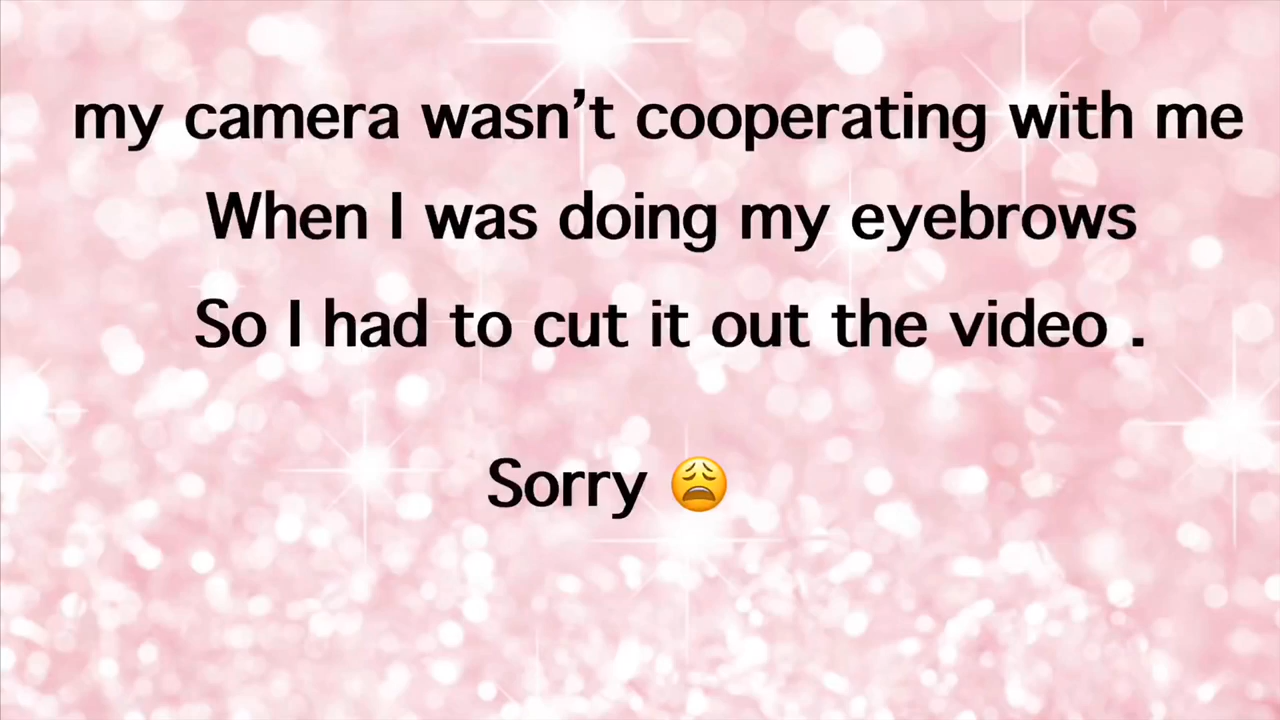 my camera wasn’t cooperating with me
When I was doing my eyebrows
So I had to cut it out the video .
Sorry 😩